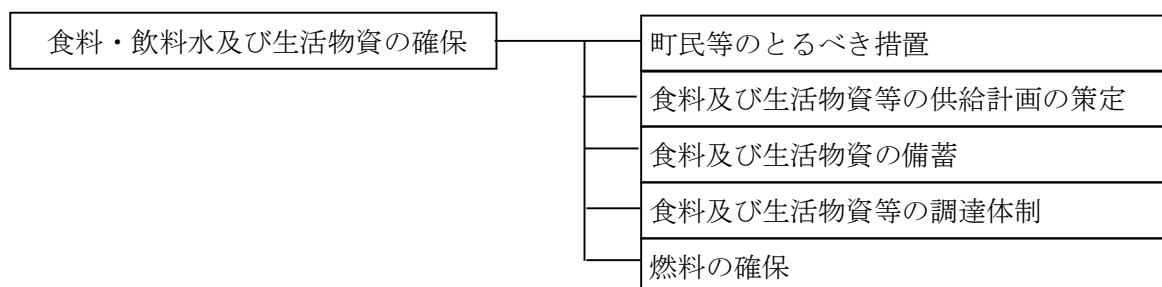 食料・飲料水及び生活物資の確保
町民等のとるべき措置
食料及び生活物資等の供給計画の策定
食料及び生活物資の備蓄
食料及び生活物資等の調達体制
燃料の確保